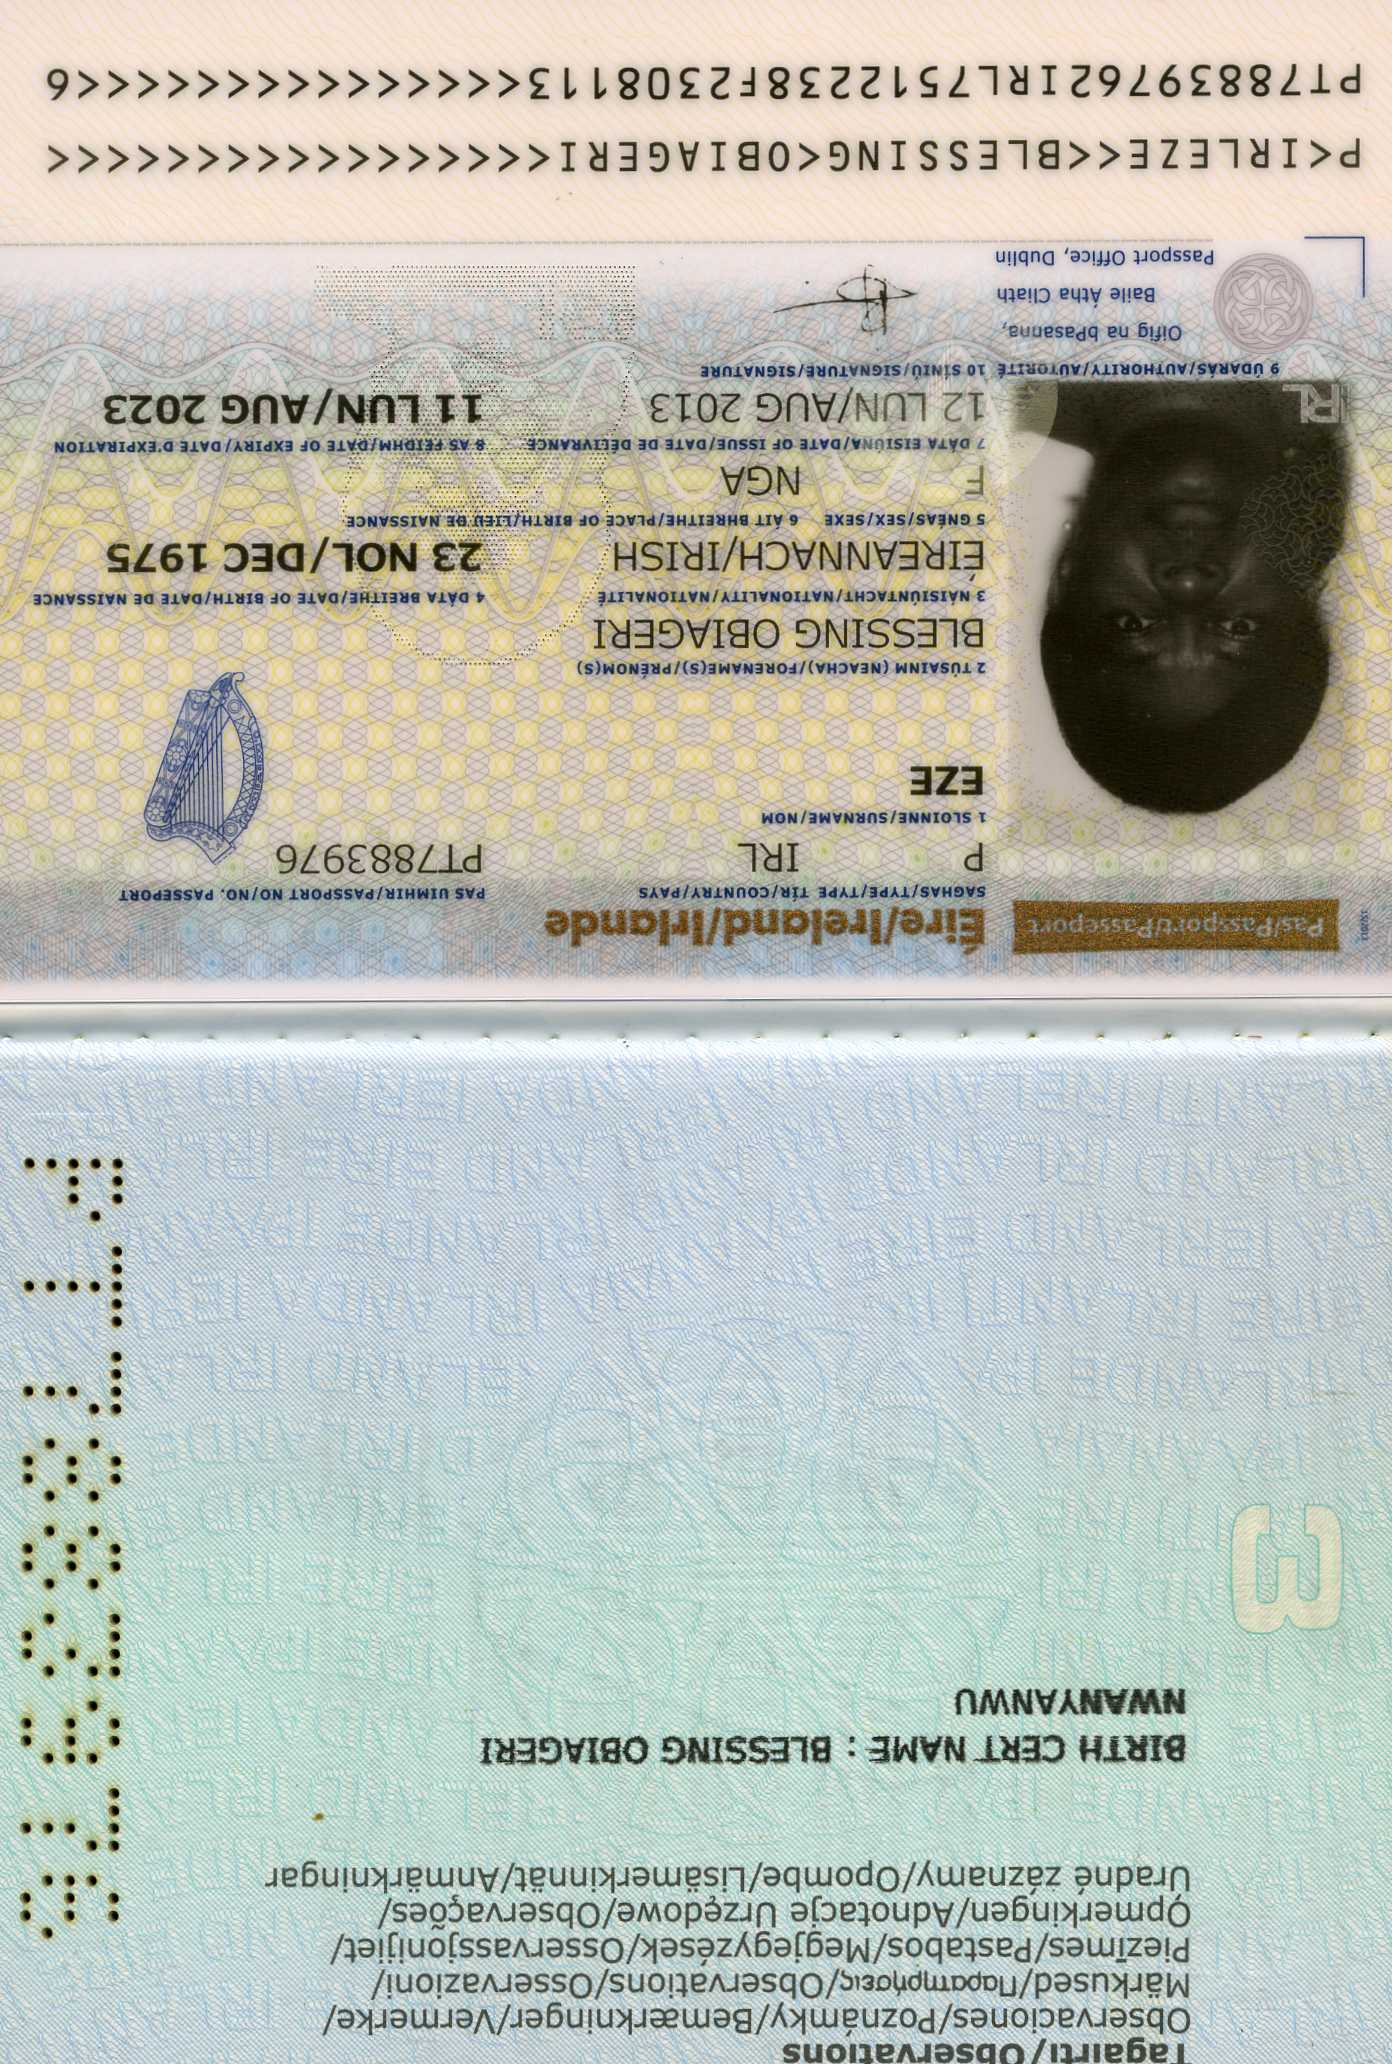 Tagairtí/Observations
Observaciones/Poznámky/Bemærkninger/Vermerke/
Märkused/Παρατηρήσεις/Observations/Osservazioni/
Piezīmes/Pastabos/Megjegyzések/Osservassjonijiet/
Opmerkingen/Adnotacje Urzędowe/Observações/
Úradné záznamy/Opombe/Lisämerkinnät/Anmärkningar
BIRTH CERT NAME : BLESSING OBIAGERI
NWANYANWU
3
PT7883976
Pas/Passport/Passeport
Éire/Ireland/Irlande
SAGHAS/TYPE/TYPE TÍR/COUNTRY/PAYS
PAS UIMHIR/PASSPORT NO/NO. PASSEPORT
P IRL PT7883976
1 SLOINNE/SURNAME/NOM
EZE
2 TÚSAINM (NEACHA)/FORENAME(S)/PRÉNOM(S)
BLESSING OBIAGERI
3 NÁISIÚNTACHT/NATIONALITY/NATIONALITÉ
4 DÁTA BREITHE/DATE OF BIRTH/DATE DE NAISSANCE
ÉIREANNACH/IRISH 23 NOL/DEC 1975
5 GNÉAS/SEX/SEXE 6 ÁIT BHREITHE/PLACE OF BIRTH/LIEU DE NAISSANCE
F NGA
7 DÁTA EISIÚNA/DATE OF ISSUE/DATE DE DÉLIVRANCE
8 AS FEIDHM/DATE OF EXPIRY/DATE D'EXPIRATION
12 LUN/AUG 2013 11 LUN/AUG 2023
IRL
9 ÚDARÁS/AUTHORITY/AUTORITÉ 10 SÍNIÚ/SIGNATURE/SIGNATURE
Oifig na bPasanna,
Baile Átha Cliath
Passport Office, Dublin
P<IRLEZE<<BLESSING<OBIAGERI<<<<<<<<<<<<<<<<<
PT78839762IRL7512238F2308113<<<<<<<<<<<<<<<6